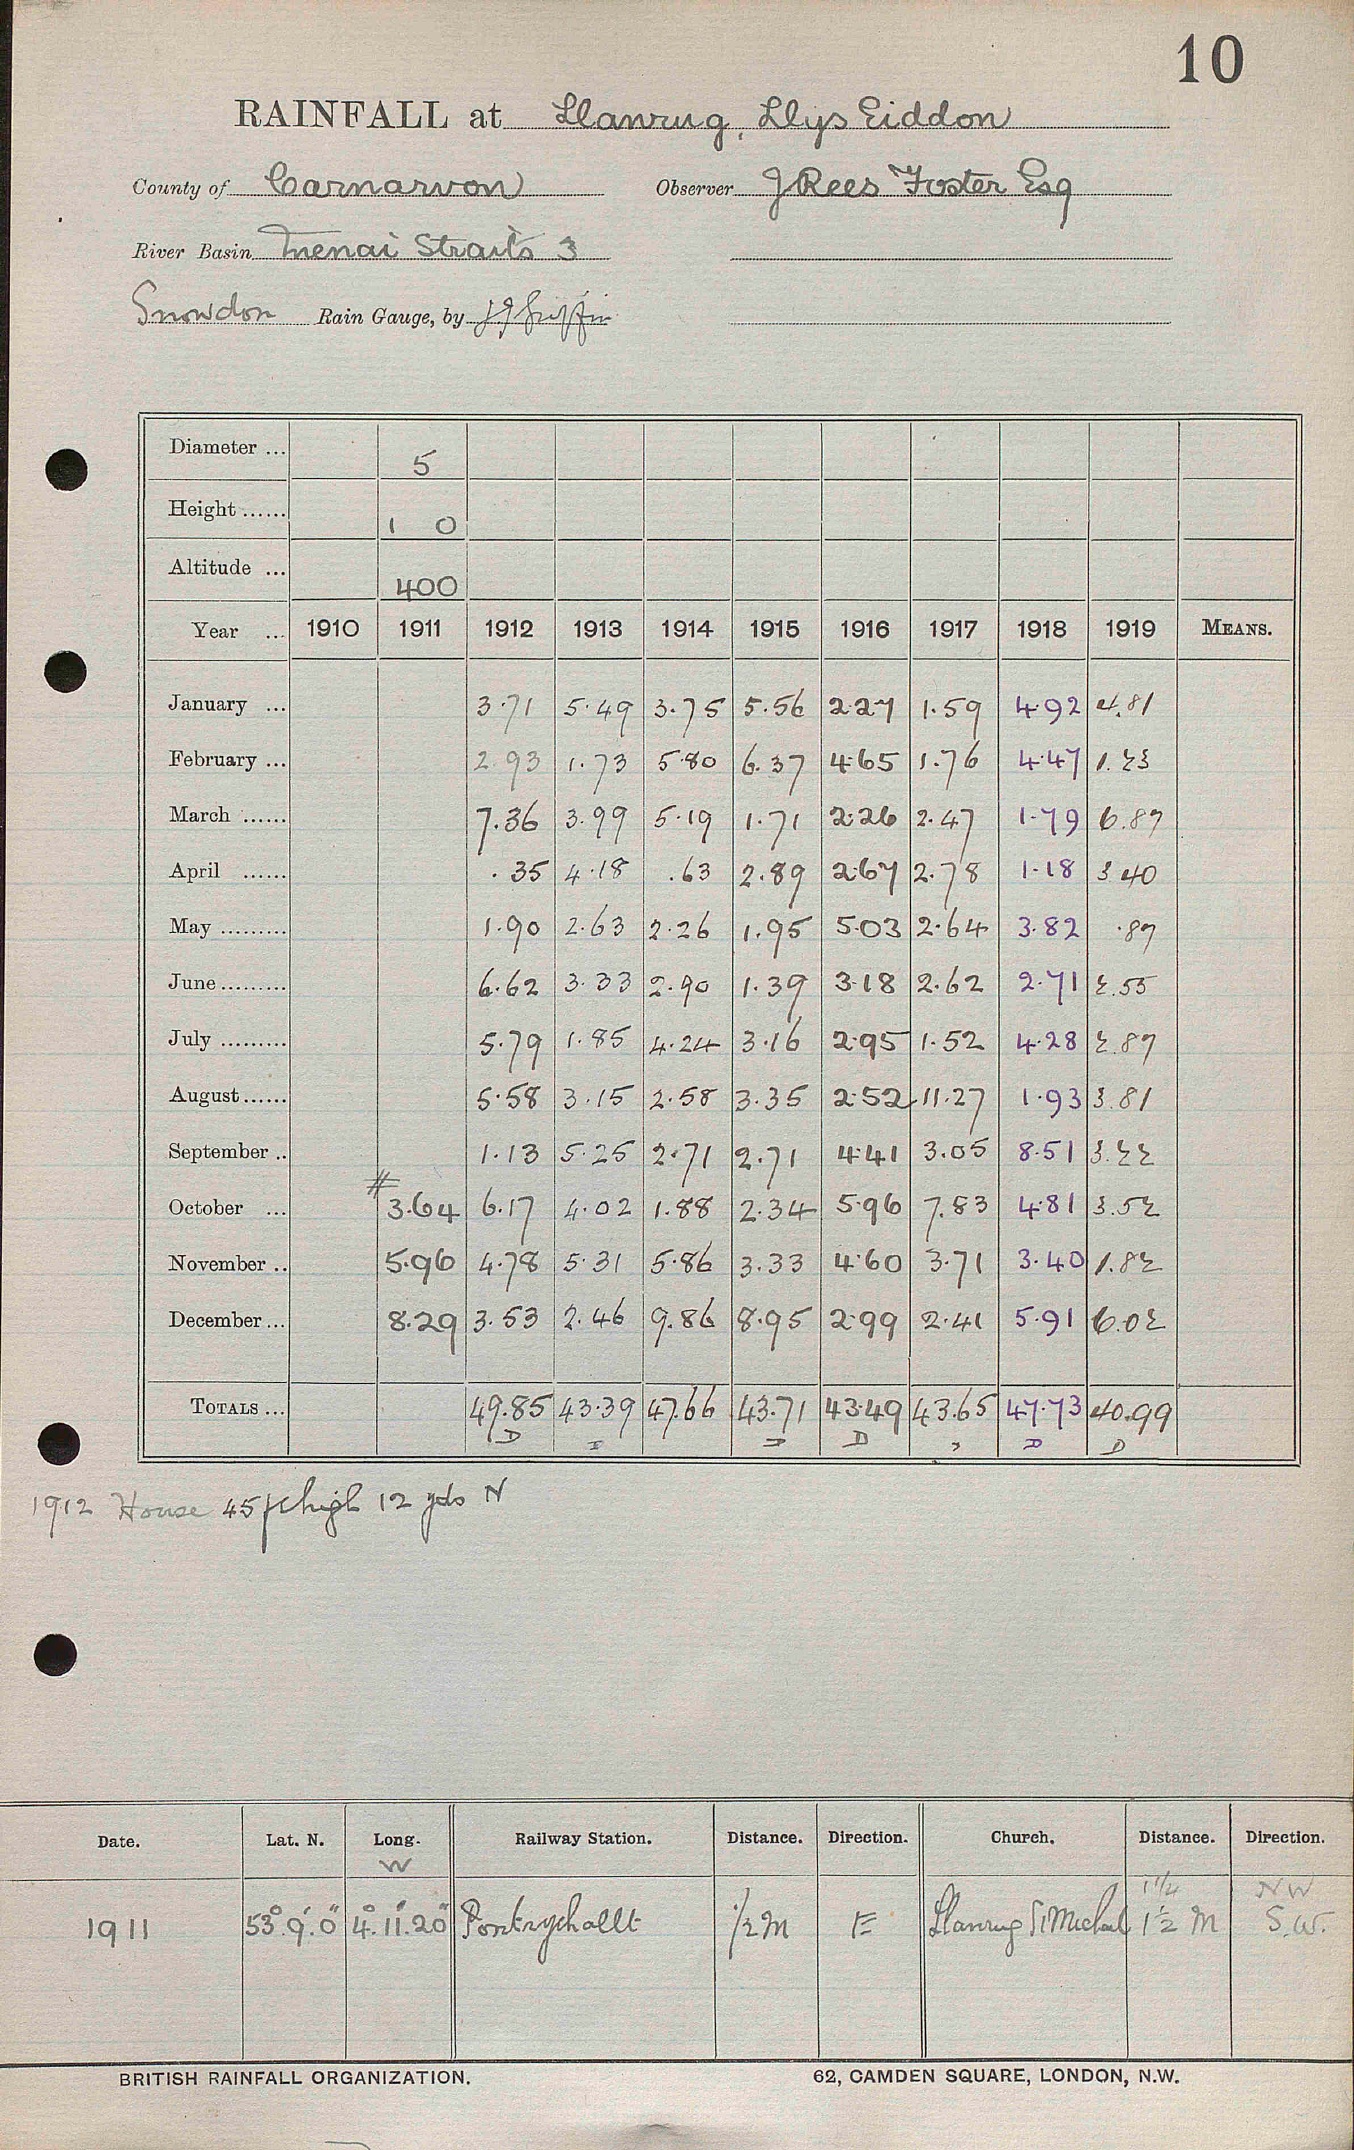 10
RAINFALL at Llanrug, Llys Eiddon
County of Carnarvon Observer J Rees Foster Esq
River Basin Menai Straits 3
Snowdon Rain Gauge, by
Diameter ... 5
Height ...... 1 0
Altitude ... 400
Year ... 1910 1911 1912 1913 1914 1915 1916 1917 1918 1919 MEANS.
January ... 3.71 5.49 3.75 5.56 2.27 1.59 4.92 4.81
February ... 2.93 1.73 5.80 6.37 4.65 1.76 4.47 1.23
March ...... 7.36 3.99 5.19 1.71 2.26 2.47 1.79 6.87
April ...... .35 4.18 .63 2.89 2.67 2.78 1.18 3.40
May ......... 1.90 2.63 2.26 1.95 5.03 2.64 3.82 .87
June ......... 6.62 3.33 2.90 1.39 3.18 2.62 2.71 2.55
July ......... 5.79 1.85 4.24 3.16 2.95 1.52 4.28 2.87
August ...... 5.58 3.15 2.58 3.35 2.52 11.27 1.93 3.81
September .. 1.13 5.25 2.71 2.71 4.41 3.05 8.51 3.22
October ... # 3.64 6.17 4.02 1.88 2.34 5.96 7.83 4.81 3.52
November .. 5.96 4.78 5.31 5.86 3.33 4.60 3.71 3.40 1.82
December ... 8.29 3.53 2.46 9.86 8.95 2.99 2.41 5.91 6.02
TOTALS ... 49.85 43.39 47.66 43.71 43.49 43.65 47.73 40.99
D D D D
1912 House 45 ft high 12 yds N
Date. Lat. N. Long. W Railway Station. Distance. Direction. Church. Distance. Direction.
1 1/4 NW
1911 53° 9' 0" 4° 11' 20" Pontrythallt 1/2 M E Llanrug St Michael 1 1/2 M S.W.
BRITISH RAINFALL ORGANIZATION. 62, CAMDEN SQUARE, LONDON, N.W.